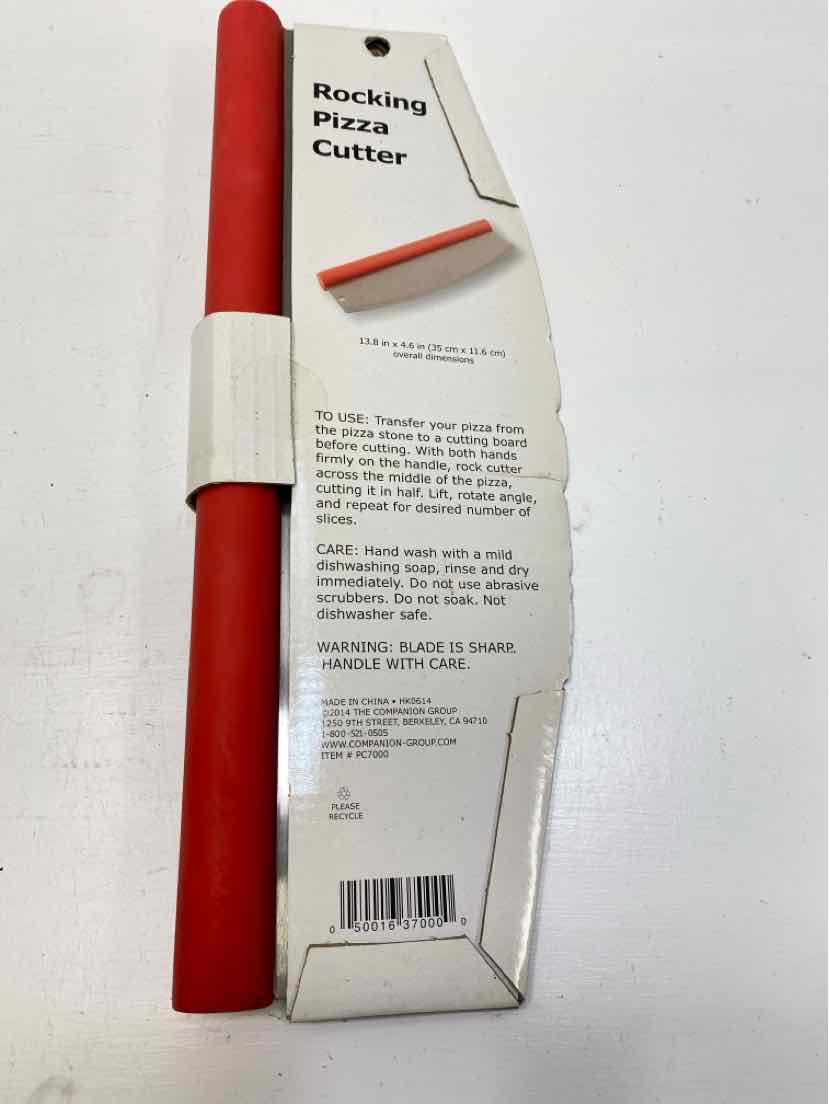 Rocking
Pizza
Cutter
13.8 in x 4.6 in (35 cm x 11.6 cm)
overall dimensions
TO USE: Transfer your pizza from
the pizza stone to a cutting board
before cutting. With both hands
firmly on the handle, rock cutter
across the middle of the pizza,
cutting it in half. Lift, rotate angle,
and repeat for desired number of
slices.
CARE: Hand wash with a mild
dishwashing soap, rinse and dry
immediately. Do not use abrasive
scrubbers. Do not soak. Not
dishwasher safe.
WARNING: BLADE IS SHARP.
HANDLE WITH CARE.
MADE IN CHINA • HK0614
©2014 THE COMPANION GROUP
1250 9TH STREET, BERKELEY, CA 94710
1-800-521-0505
WWW.COMPANION-GROUP.COM
ITEM # PC7000
PLEASE
RECYCLE
0 50016 37000 0